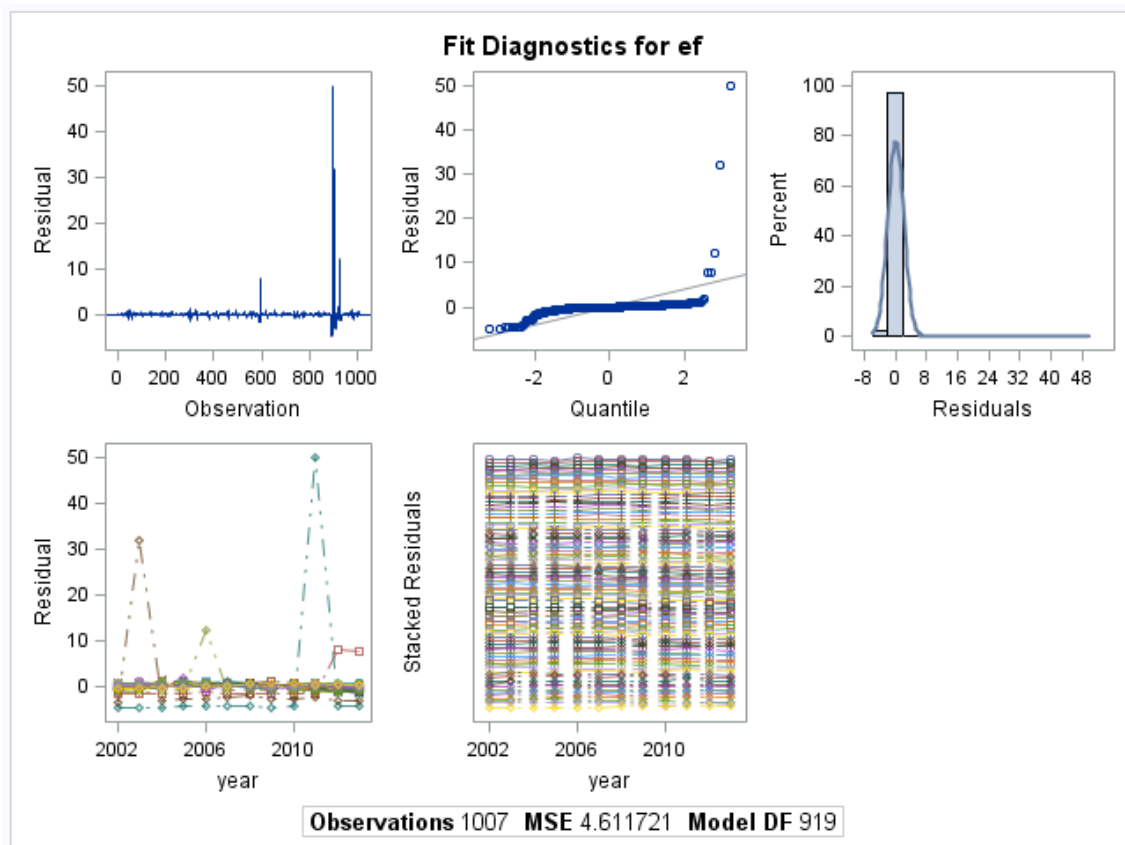 Fit Diagnostics for ef
50
40
30
20
10
0
Residual
0 200 400 600 800 1000
Observation
50
40
30
20
10
0
Residual
-2 0 2
Quantile
100
80
60
40
20
0
Percent
-8 0 8 16 24 32 40 48
Residuals
50
40
30
20
10
0
Residual
2002 2006 2010
year
Stacked Residuals
2002 2006 2010
year
Observations 1007 MSE 4.611721 Model DF 919